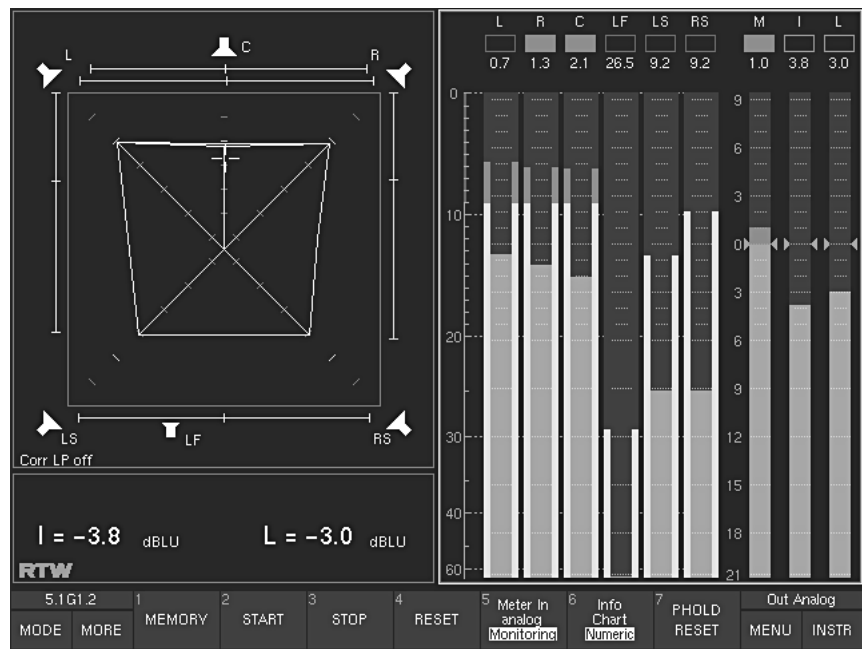 L R C LF LS RS M I L
0.7 1.3 2.1 26.5 9.2 9.2 1.0 3.8 3.0
C
L
R
LS
LF
RS
Corr LP off
0
10
20
30
40
60
9
6
3
0
3
6
9
12
15
18
21
I = −3.8 dBLU L = −3.0 dBLU
RTW
5.1G1.2
MODE MORE
1 MEMORY
2 START
3 STOP
4 RESET
5 Meter In
analog
Monitoring
6 Info
Chart
Numeric
7 PHOLD
RESET
Out Analog
MENU INSTR